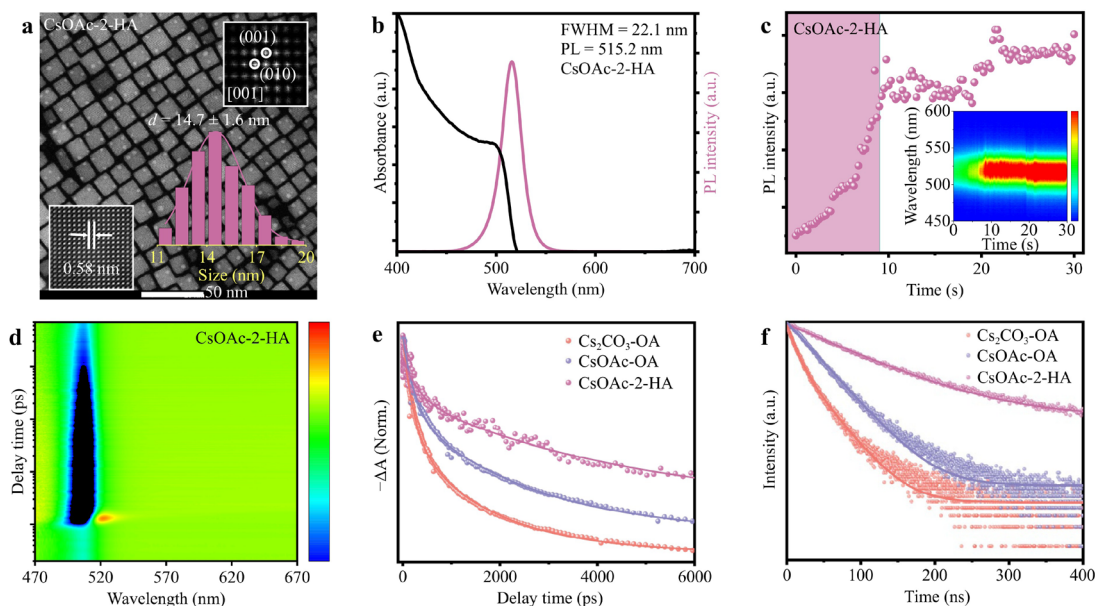 a
CsOAc-2-HA
(001)
(010)
[001]
d = 14.7 ± 1.6 nm
0.58 nm
11 14 17 20
Size (nm)
50 nm
b
FWHM = 22.1 nm
PL = 515.2 nm
CsOAc-2-HA
Absorbance (a.u.)
PL intensity (a.u.)
400 500 600 700
Wavelength (nm)
c
CsOAc-2-HA
PL intensity (a.u.)
Wavelength (nm)
600
550
500
450
0 10 20 30
Time (s)
0 10 20 30
Time (s)
d
CsOAc-2-HA
Delay time (ps)
470 520 570 620 670
Wavelength (nm)
e
Cs₂CO₃-OA
CsOAc-OA
CsOAc-2-HA
−ΔA (Norm.)
0 2000 4000 6000
Delay time (ps)
f
Cs₂CO₃-OA
CsOAc-OA
CsOAc-2-HA
Intensity (a.u.)
0 100 200 300 400
Time (ns)